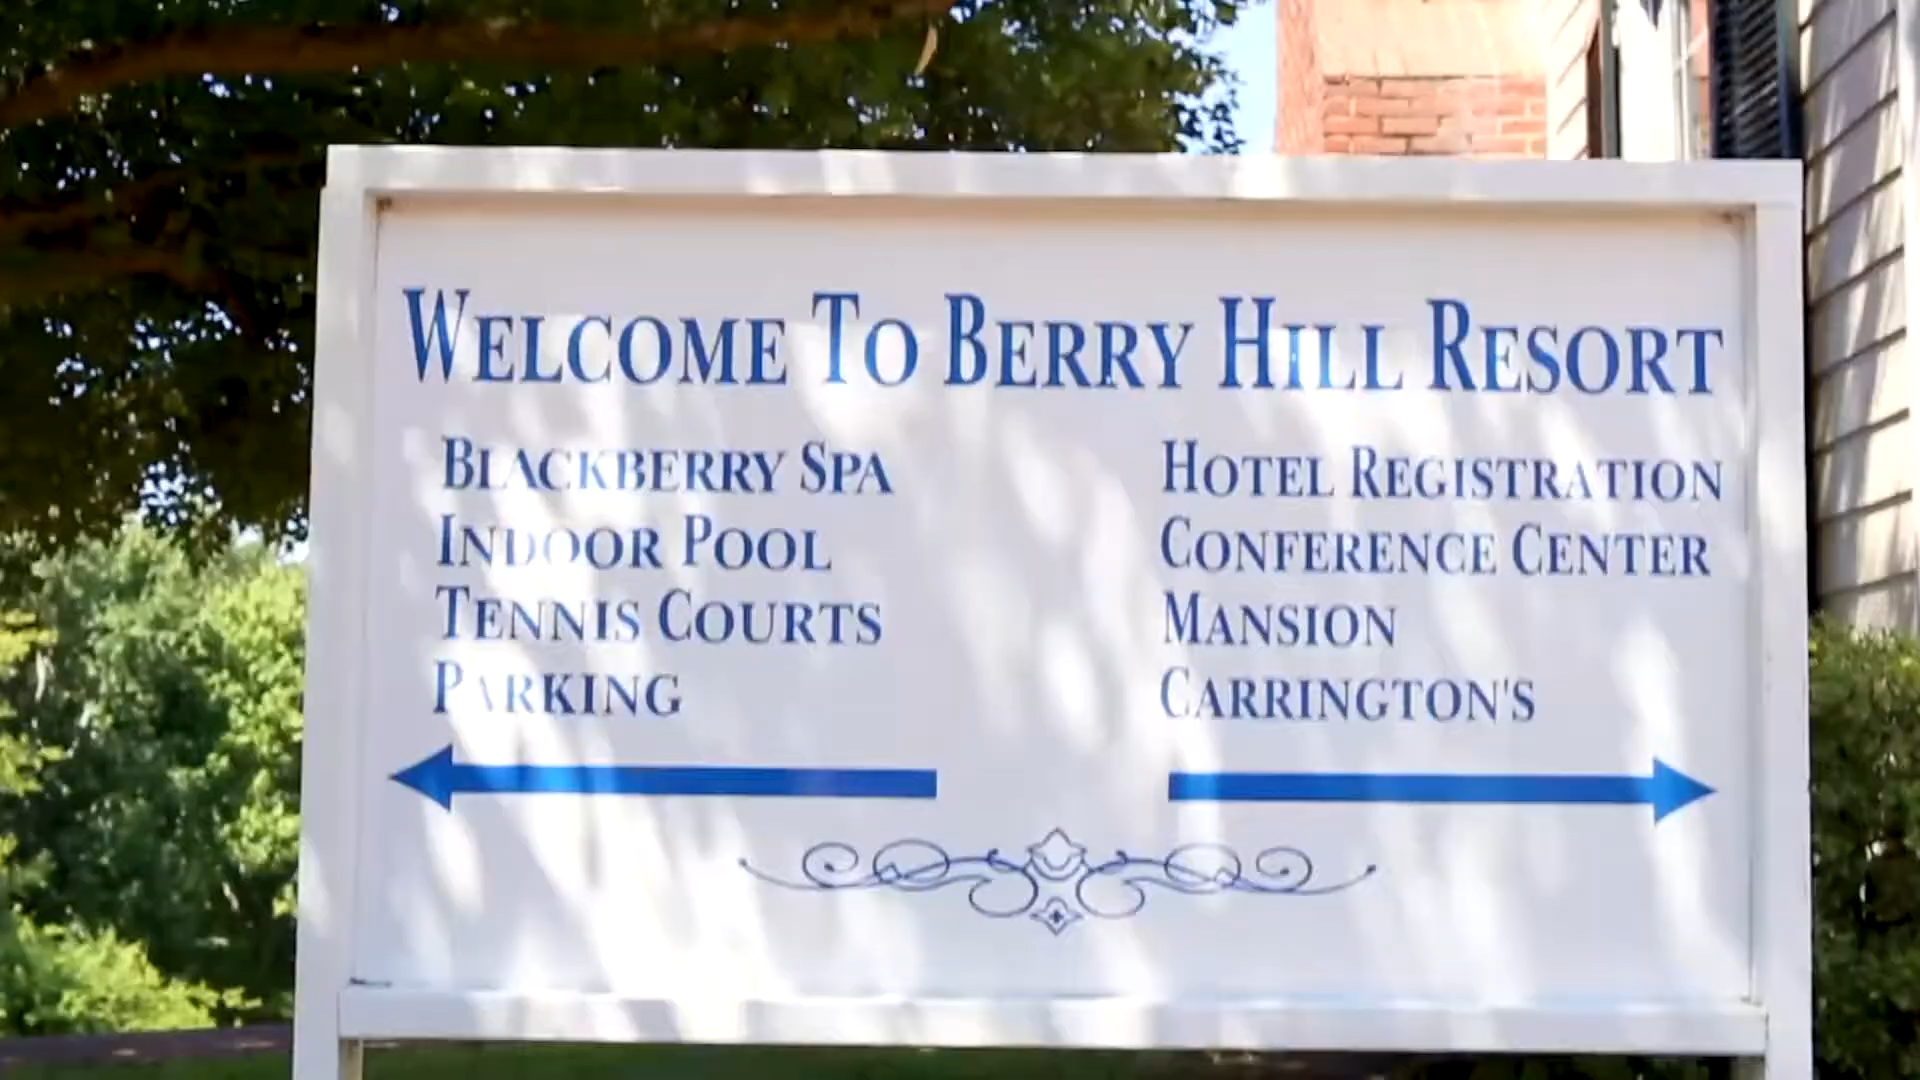 WELCOME TO BERRY HILL RESORT
BLACKBERRY SPA
INDOOR POOL
TENNIS COURTS
PARKING
HOTEL REGISTRATION
CONFERENCE CENTER
MANSION
CARRINGTON'S